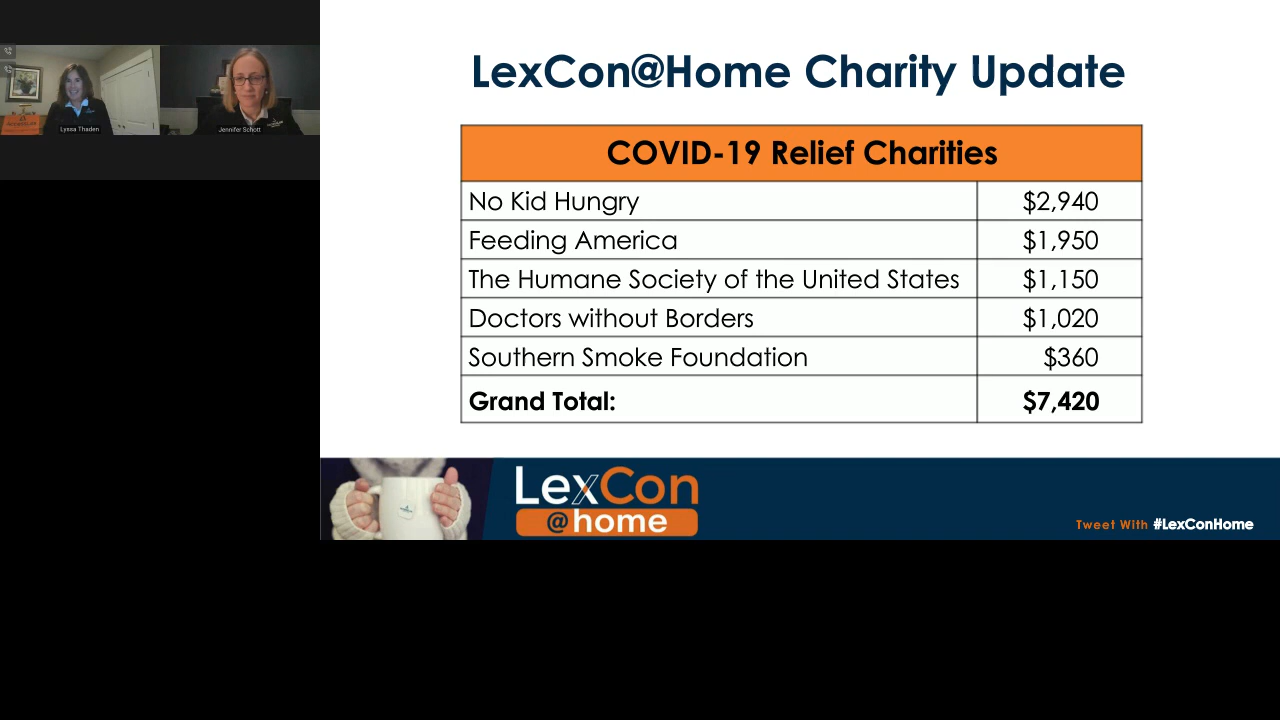 Lyssa Thaden
Jennifer Schott
LexCon@Home Charity Update
COVID-19 Relief Charities
No Kid Hungry $2,940
Feeding America $1,950
The Humane Society of the United States $1,150
Doctors without Borders $1,020
Southern Smoke Foundation $360
Grand Total: $7,420
LexCon
@home
Tweet With #LexConHome